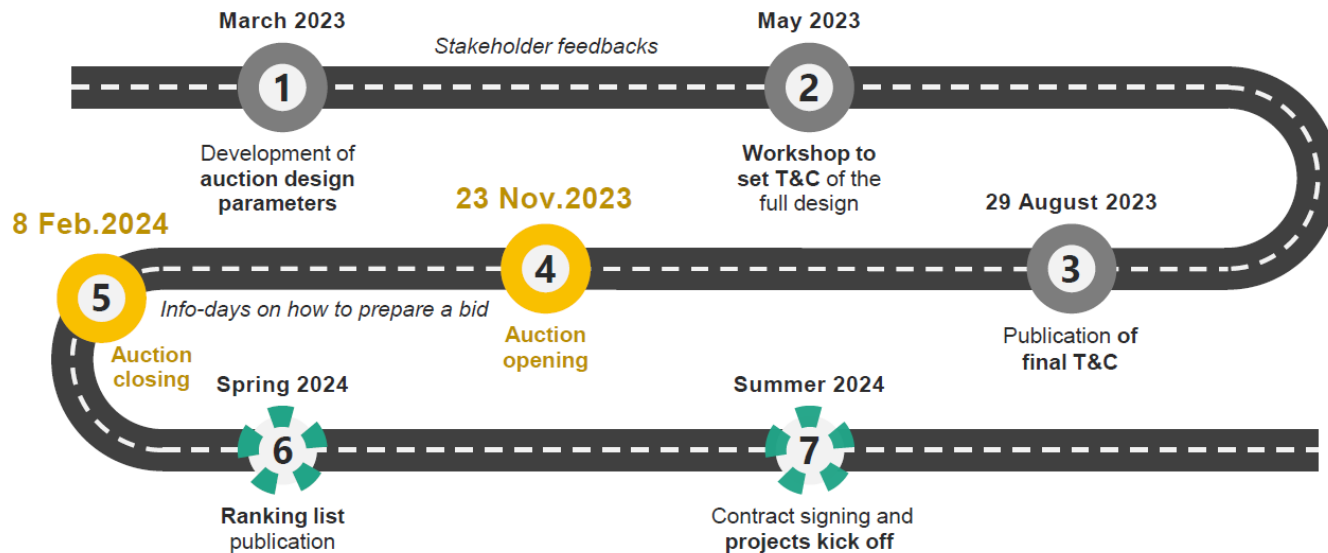 March 2023
Stakeholder feedbacks
May 2023
1
2
Development of
auction design
parameters
Workshop to
set T&C of the
full design
29 August 2023
3
Publication of
final T&C
23 Nov.2023
4
Auction
opening
Info-days on how to prepare a bid
8 Feb.2024
5
Auction
closing
Spring 2024
6
Ranking list
publication
Summer 2024
7
Contract signing and
projects kick off